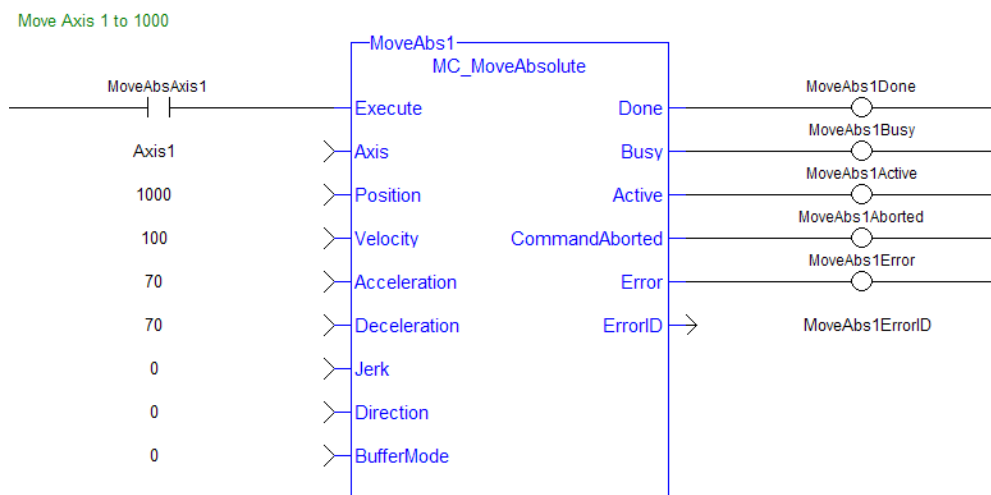 Move Axis 1 to 1000
MoveAbs1
MC_MoveAbsolute
MoveAbsAxis1
Execute
Done
MoveAbs1Done
Axis1
Axis
Busy
MoveAbs1Busy
1000
Position
Active
MoveAbs1Active
100
Velocity
CommandAborted
MoveAbs1Aborted
70
Acceleration
Error
MoveAbs1Error
70
Deceleration
ErrorID
MoveAbs1ErrorID
0
Jerk
0
Direction
0
BufferMode